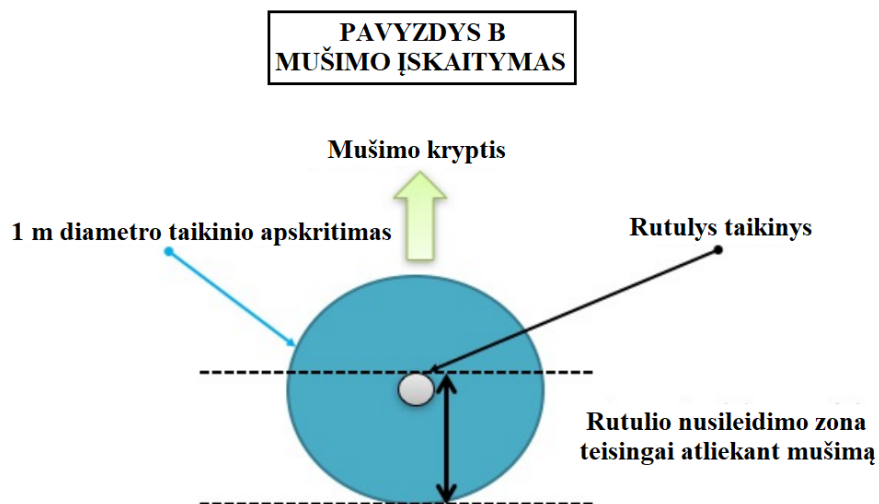 PAVYZDYS B
MUŠIMO ĮSKAITYMAS
Mušimo kryptis
1 m diametro taikinio apskritimas
Rutulys taikinys
Rutulio nusileidimo zona
teisingai atliekant mušimą